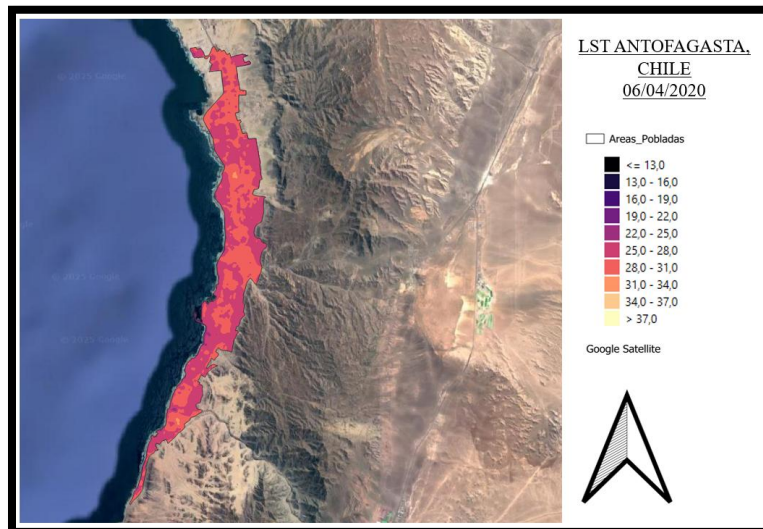 LST ANTOFAGASTA,
CHILE
06/04/2020
Areas_Pobladas
<= 13,0
13,0 - 16,0
16,0 - 19,0
19,0 - 22,0
22,0 - 25,0
25,0 - 28,0
28,0 - 31,0
31,0 - 34,0
34,0 - 37,0
> 37,0
Google Satellite